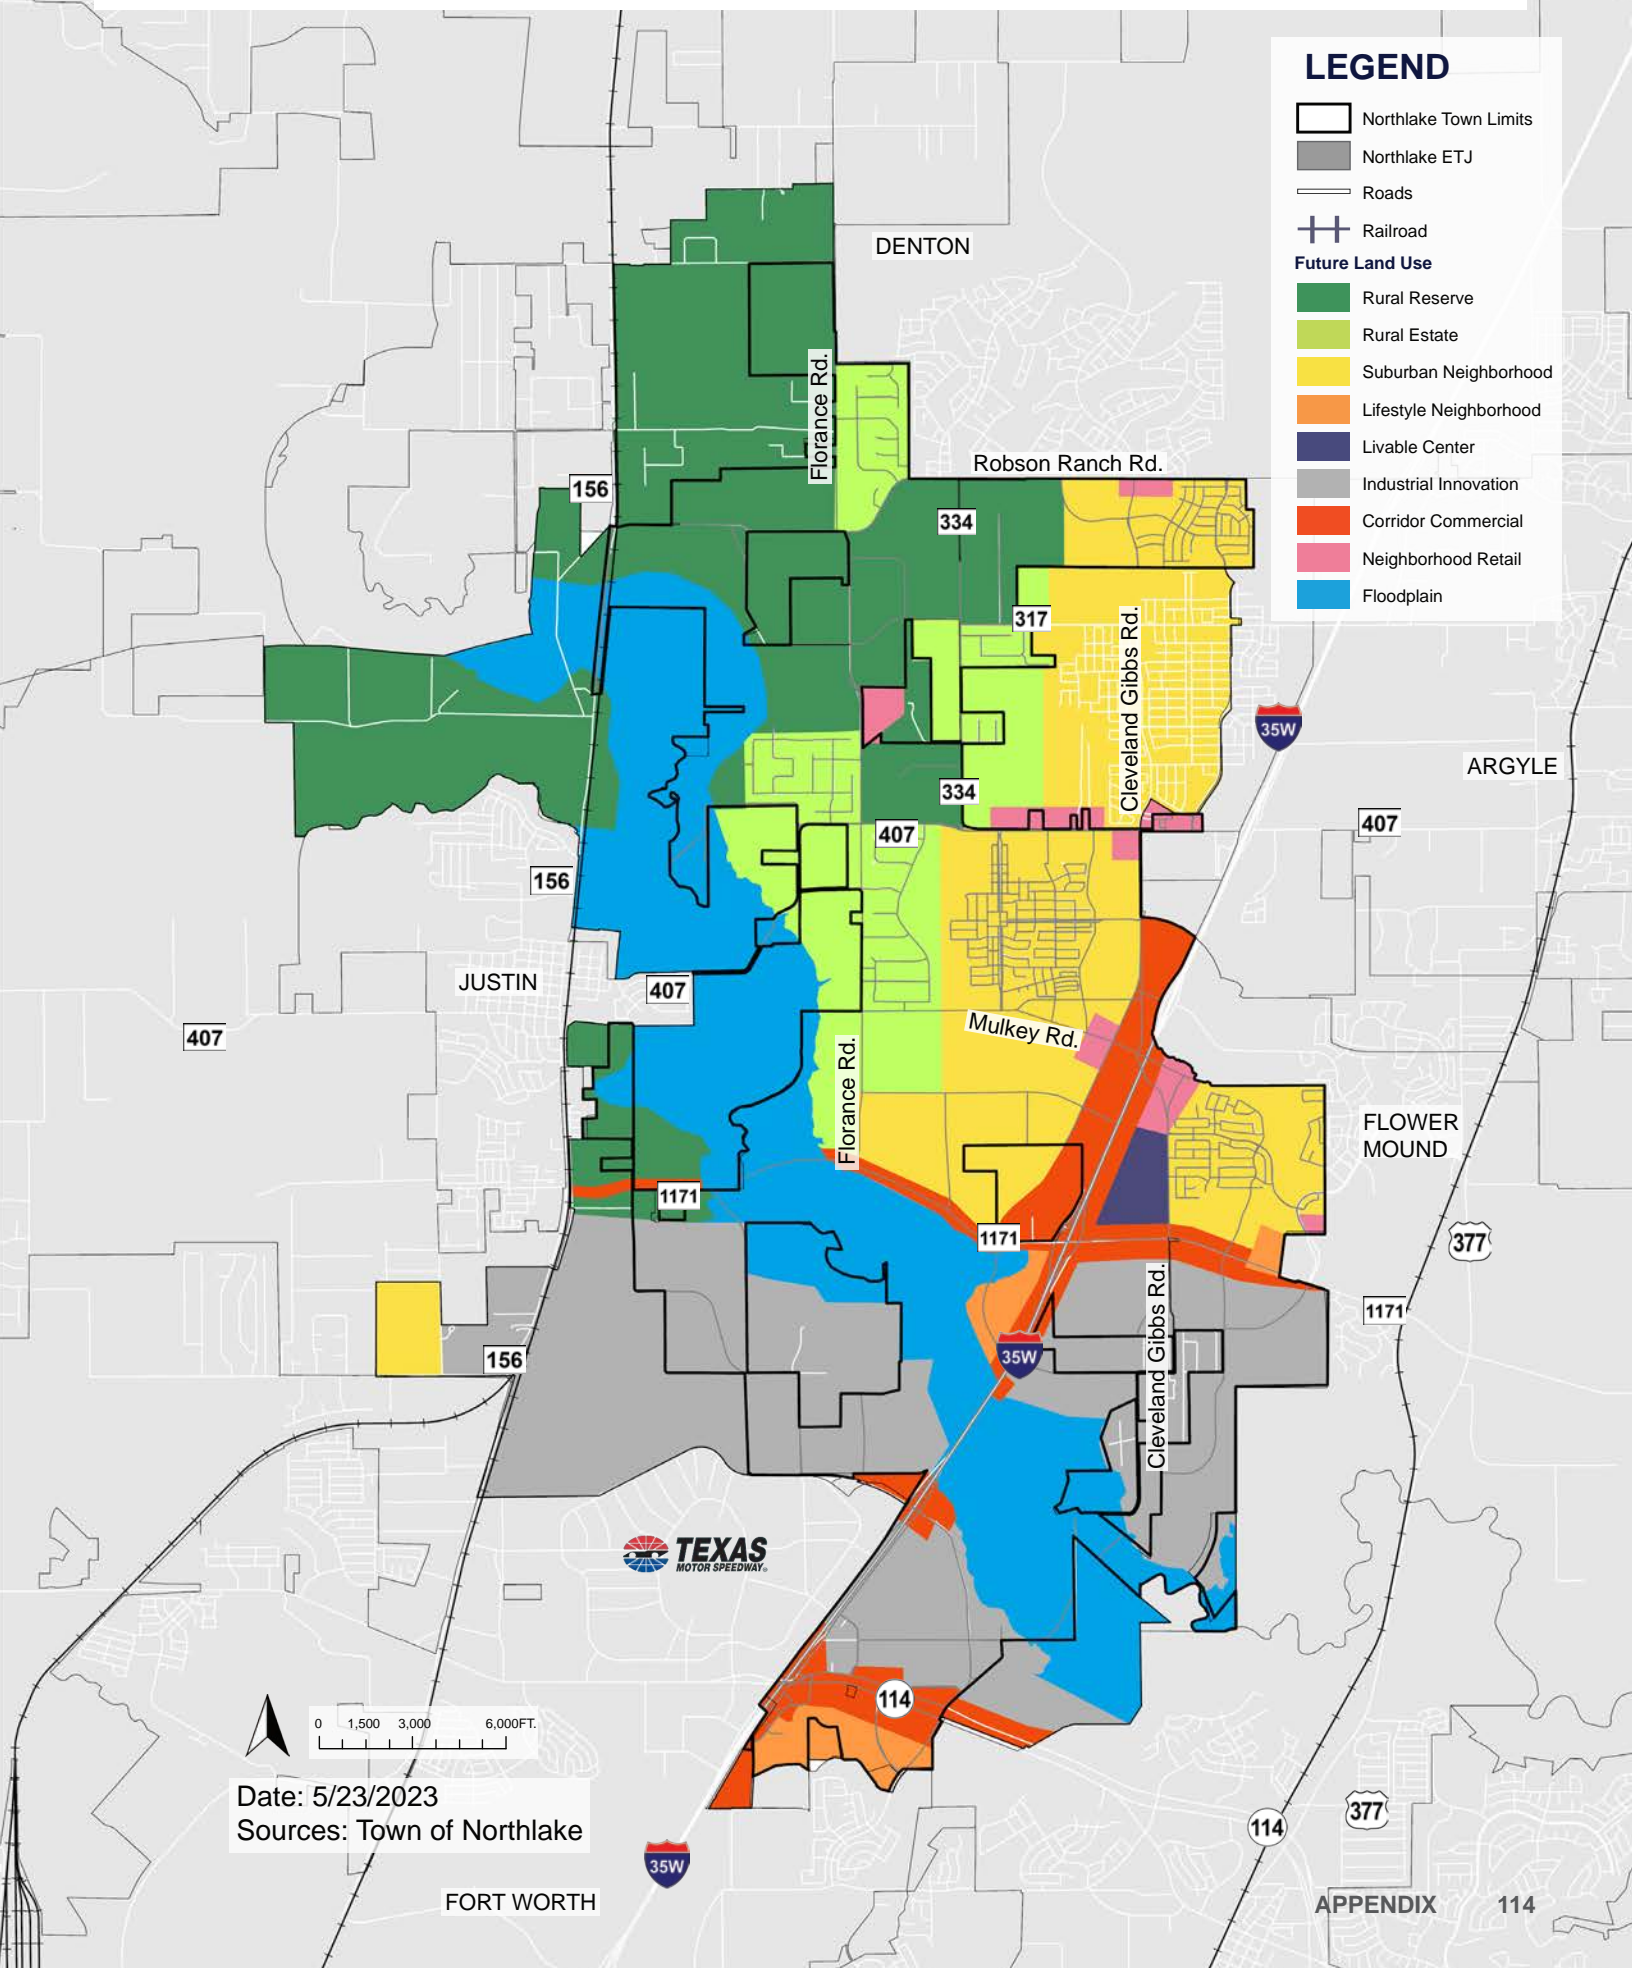 LEGEND
Northlake Town Limits
Northlake ETJ
Roads
Railroad
Future Land Use
Rural Reserve
Rural Estate
Suburban Neighborhood
Lifestyle Neighborhood
Livable Center
Industrial Innovation
Corridor Commercial
Neighborhood Retail
Floodplain
DENTON
Florance Rd.
Robson Ranch Rd.
156
334
317
Cleveland Gibbs Rd.
35W
ARGYLE
334
407
407
156
JUSTIN
407
407
Mulkey Rd.
Florance Rd.
FLOWER
MOUND
1171
1171
377
Cleveland Gibbs Rd.
1171
156
35W
TEXAS
MOTOR SPEEDWAY
114
0 1,500 3,000 6,000FT.
Date: 5/23/2023
Sources: Town of Northlake
377
114
35W
FORT WORTH
APPENDIX 114